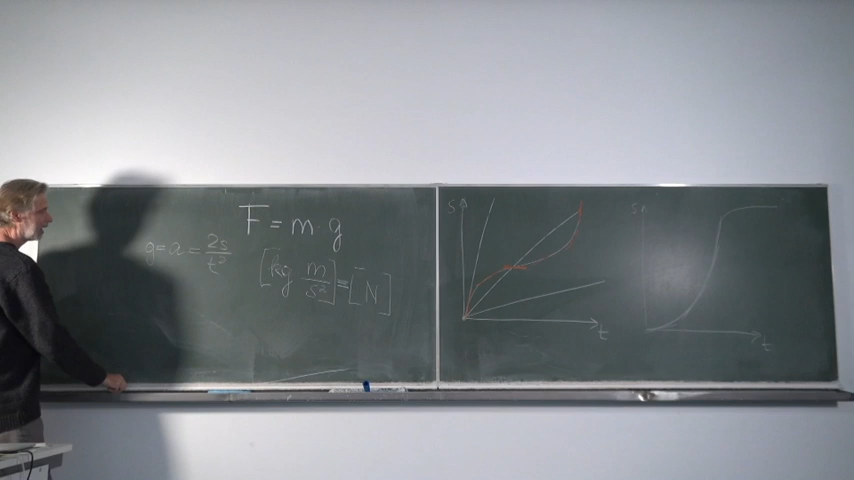 F = m · g
g = a = 2s/t²
[kg m/s²] = [N]
s
t
s
t